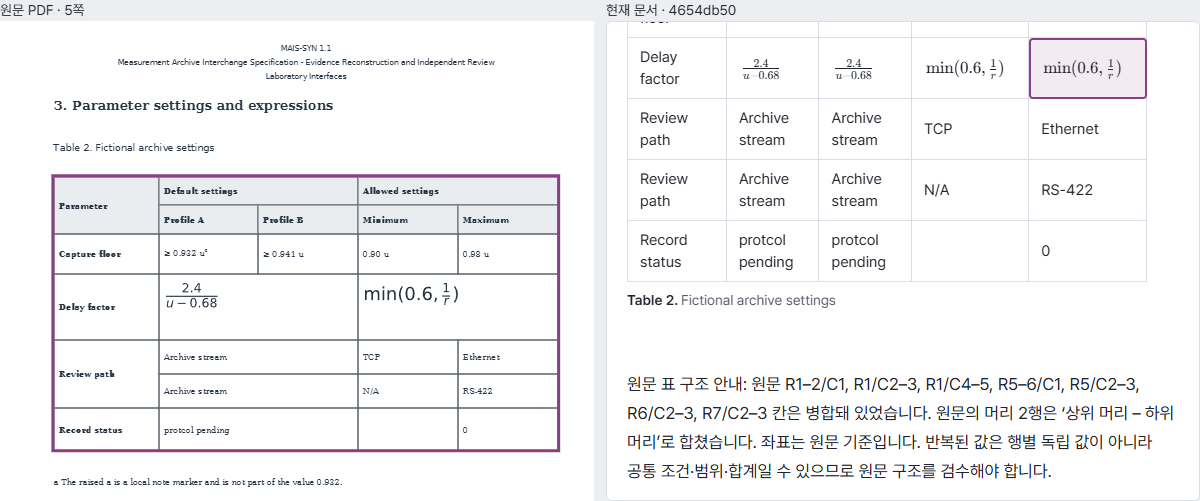 원문 PDF · 5쪽
MAIS-SYN 1.1
Measurement Archive Interchange Specification - Evidence Reconstruction and Independent Review
Laboratory Interfaces
3. Parameter settings and expressions
Table 2. Fictional archive settings
Parameter Default settings Allowed settings
Profile A Profile B Minimum Maximum
Capture floor ≥ 0.932 uᵃ ≥ 0.941 u 0.90 u 0.98 u
Delay factor 2.4/(u − 0.68) min(0.6, 1/r)
Review path Archive stream TCP Ethernet
Archive stream N/A RS-422
Record status protcol pending 0
a The raised a is a local note marker and is not part of the value 0.932.
현재 문서 · 4654db50
Delay factor 2.4/(u−0.68) 2.4/(u−0.68) min(0.6, 1/r) min(0.6, 1/r)
Review path Archive stream Archive stream TCP Ethernet
Review path Archive stream Archive stream N/A RS-422
Record status protcol pending protcol pending 0
Table 2. Fictional archive settings
원문 표 구조 안내: 원문 R1–2/C1, R1/C2–3, R1/C4–5, R5–6/C1, R5/C2–3,
R6/C2–3, R7/C2–3 칸은 병합돼 있었습니다. 원문의 머리 2행은 ‘상위 머리 – 하위
머리’로 합쳤습니다. 좌표는 원문 기준입니다. 반복된 값은 행별 독립 값이 아니라
공통 조건·범위·합계일 수 있으므로 원문 구조를 검수해야 합니다.